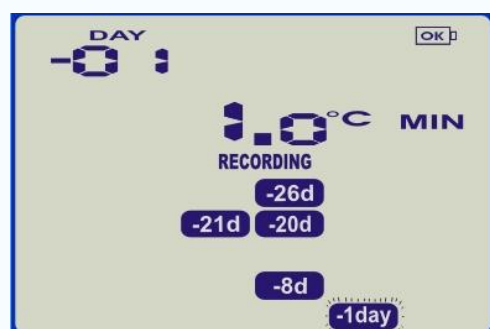 DAY
OK
-01
1.0°C MIN
RECORDING
-26d
-21d -20d
-8d
-1day